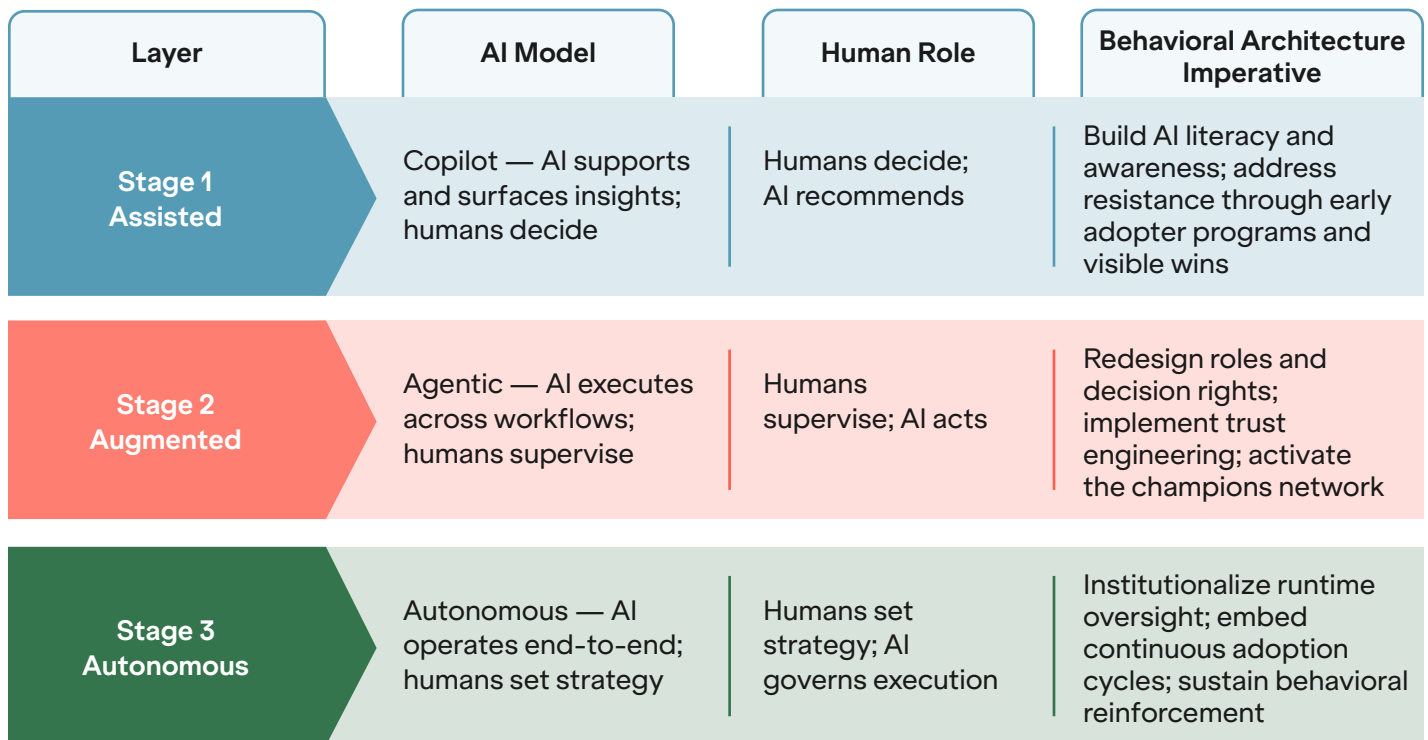 Layer
AI Model
Human Role
Behavioral Architecture
Imperative
Stage 1
Assisted
Copilot — AI supports
and surfaces insights;
humans decide
Humans decide;
AI recommends
Build AI literacy and
awareness; address
resistance through early
adopter programs and
visible wins
Stage 2
Augmented
Agentic — AI executes
across workflows;
humans supervise
Humans
supervise; AI acts
Redesign roles and
decision rights;
implement trust
engineering; activate
the champions network
Stage 3
Autonomous
Autonomous — AI
operates end-to-end;
humans set strategy
Humans set
strategy; AI
governs execution
Institutionalize runtime
oversight; embed
continuous adoption
cycles; sustain behavioral
reinforcement